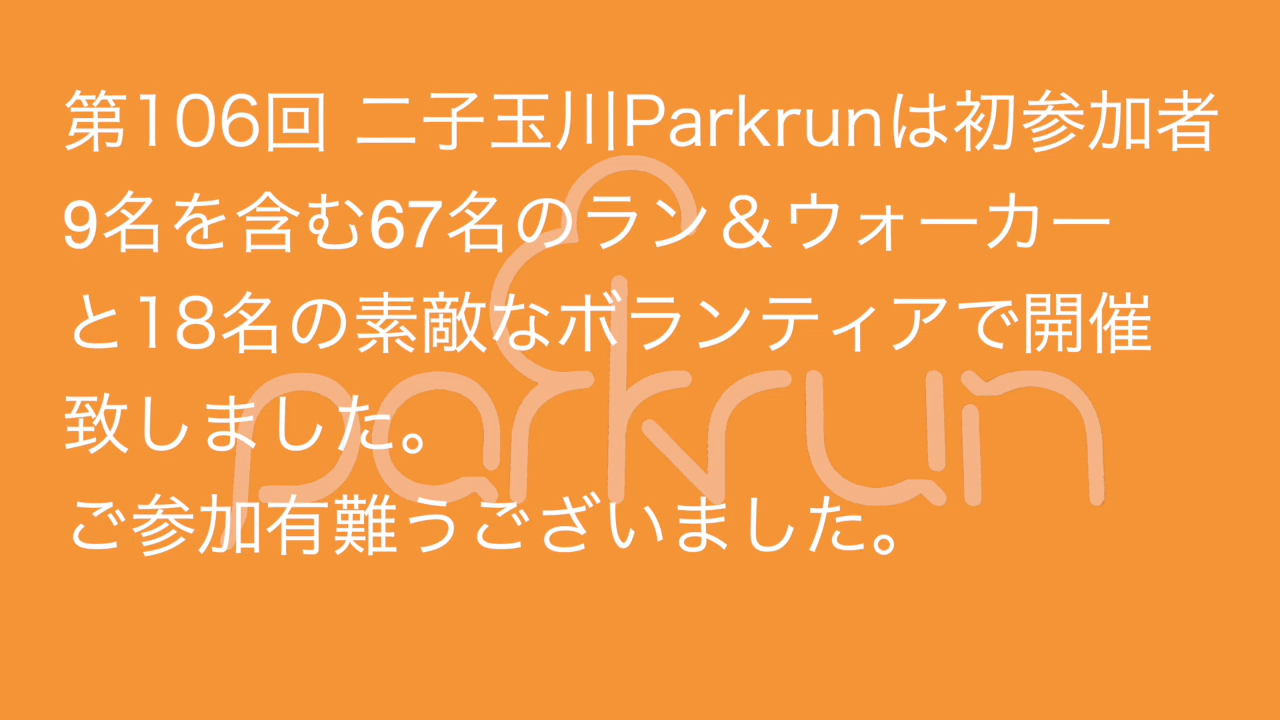 第106回 二子玉川Parkrunは初参加者
9名を含む67名のラン＆ウォーカー
と18名の素敵なボランティアで開催
致しました。
ご参加有難うございました。
parkrun